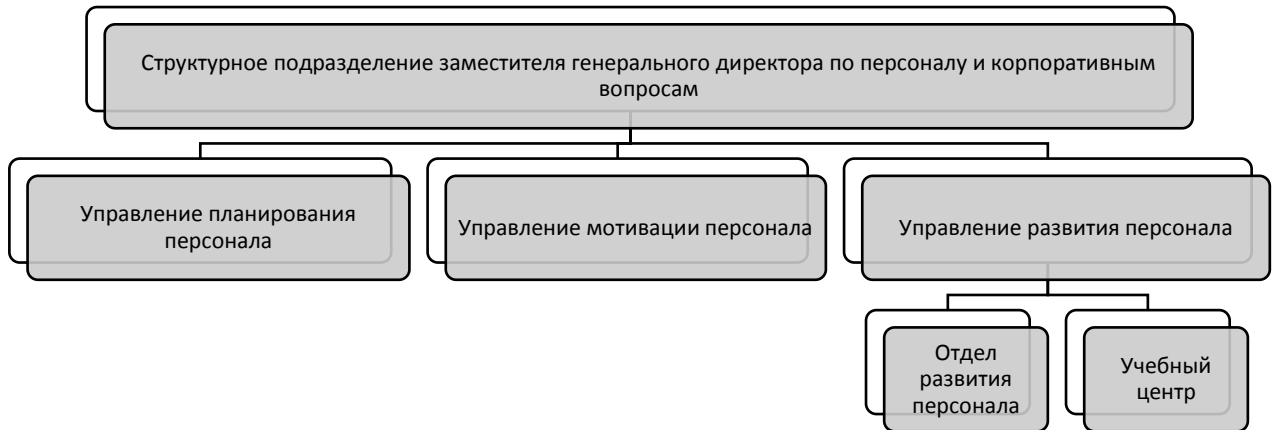 Структурное подразделение заместителя генерального директора по персоналу и корпоративным
вопросам
Управление планирования
персонала
Управление мотивации персонала
Управление развития персонала
Отдел
развития
персонала
Учебный
центр